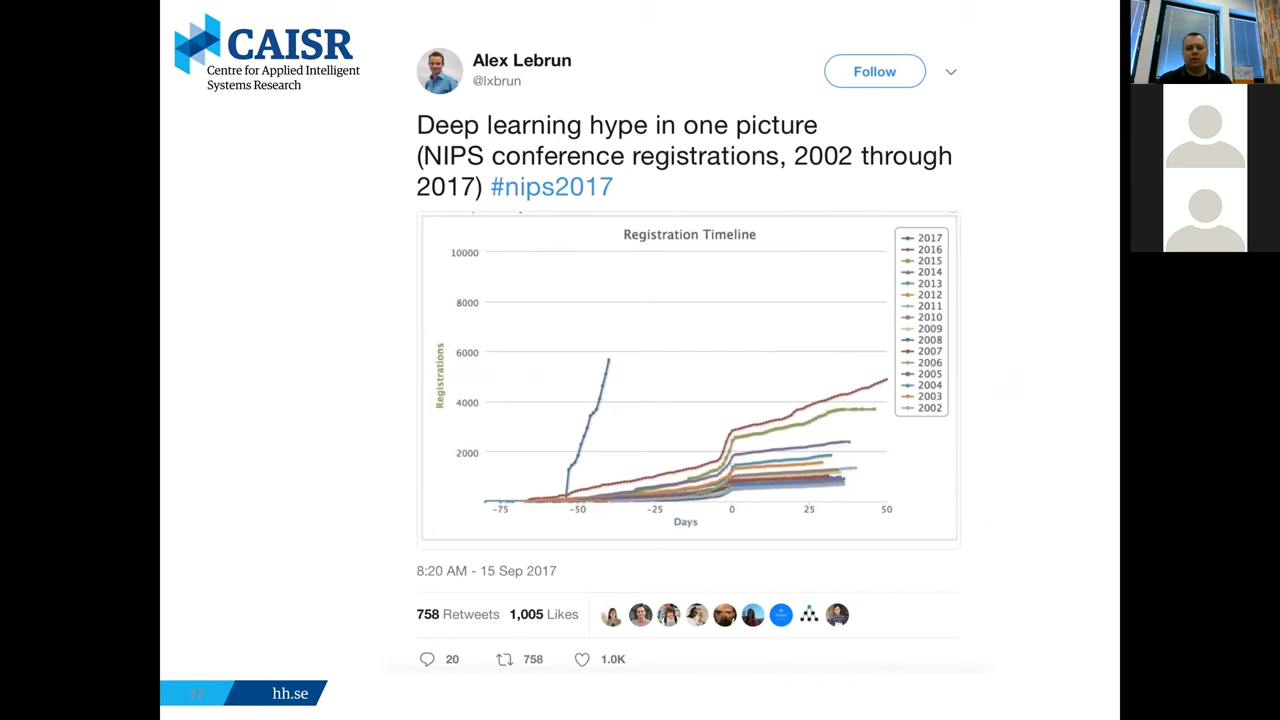 CAISR
Centre for Applied Intelligent
Systems Research
Alex Lebrun
@lxbrun
Follow
Deep learning hype in one picture
(NIPS conference registrations, 2002 through
2017) #nips2017
Registration Timeline
10000
8000
6000
4000
2000
Registrations
-75
-50
-25
0
25
50
Days
2017
2016
2015
2014
2013
2012
2011
2010
2009
2008
2007
2006
2005
2004
2003
2002
8:20 AM - 15 Sep 2017
758 Retweets 1,005 Likes
20 758 1.0K
32 hh.se